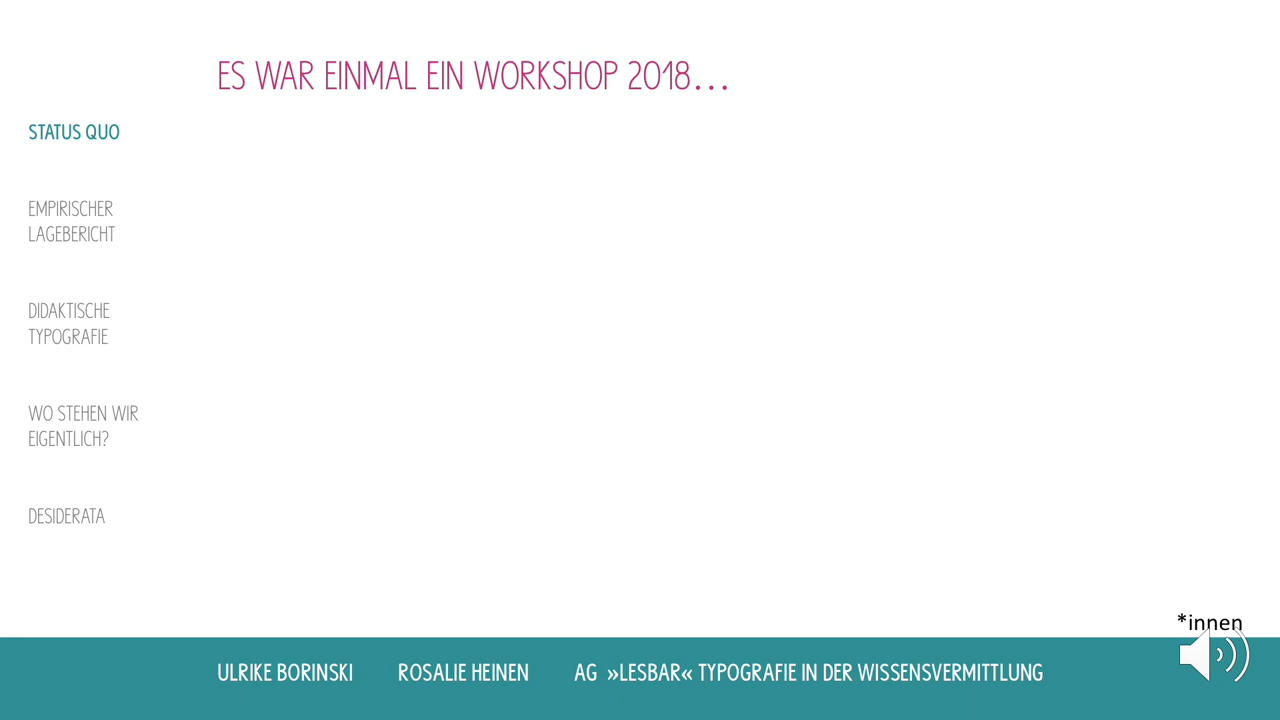 ES WAR EINMAL EIN WORKSHOP 2018...
STATUS QUO
EMPIRISCHER
LAGEBERICHT
DIDAKTISCHE
TYPOGRAFIE
WO STEHEN WIR
EIGENTLICH?
DESIDERATA
*innen
ULRIKE BORINSKI ROSALIE HEINEN AG »LESBAR« TYPOGRAFIE IN DER WISSENSVERMITTLUNG